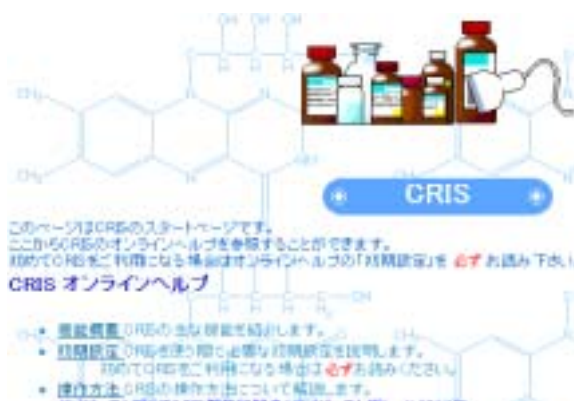 CRIS
このページはCRISのスタートページです。
ここからCRISのオンラインヘルプを参照することができます。
初めてCRISをご利用になる場合はオンラインヘルプの「初期設定」を 必ず お読み下さい
CRIS オンラインヘルプ
機能概要 CRISの主な機能を紹介します。
初期設定 CRISを使う際に必要な初期設定を説明します。
初めてCRISをご利用になる場合は必ずお読みください。
操作方法 CRISの操作方法について解説します。